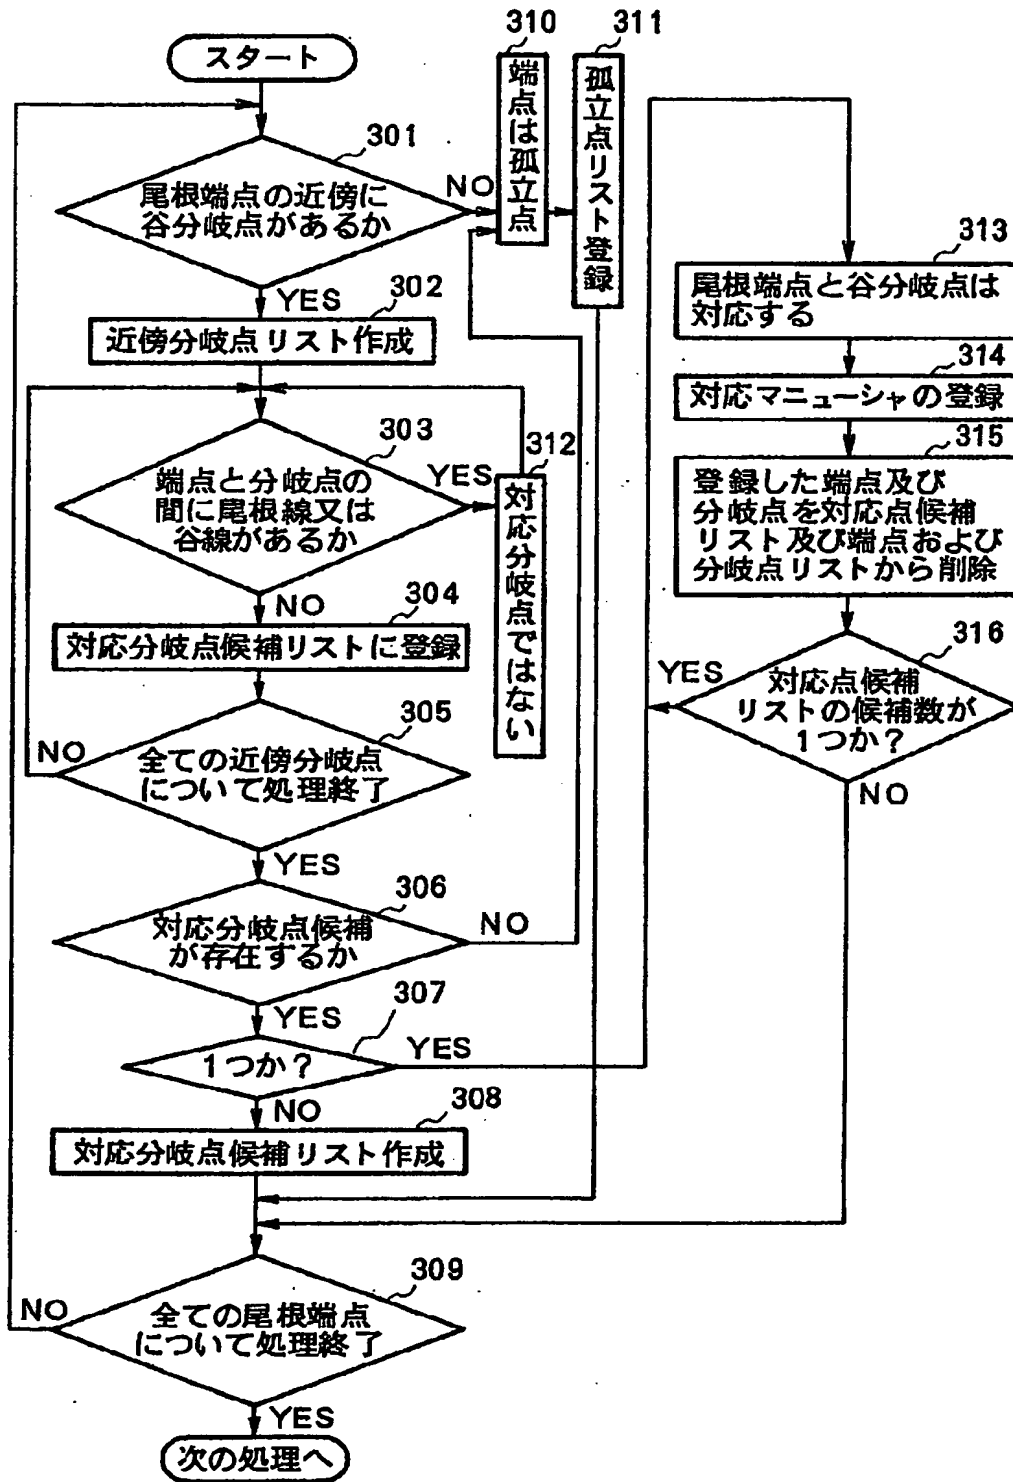 スタート
301
尾根端点の近傍に
谷分岐点があるか
NO
YES
302
近傍分岐点リスト作成
303
端点と分岐点の
間に尾根線又は
谷線があるか
YES
NO
304
対応分岐点候補リストに登録
305
全ての近傍分岐点
について処理終了
NO
YES
306
対応分岐点候補
が存在するか
NO
YES
307
1つか？
YES
NO
308
対応分岐点候補リスト作成
309
全ての尾根端点
について処理終了
NO
YES
次の処理へ
310
端点は孤立点
311
孤立点リスト登録
312
対応分岐点ではない
313
尾根端点と谷分岐点は
対応する
314
対応マニューシャの登録
315
登録した端点及び
分岐点を対応点候補
リスト及び端点および
分岐点リストから削除
316
対応点候補
リストの候補数が
1つか？
YES
NO